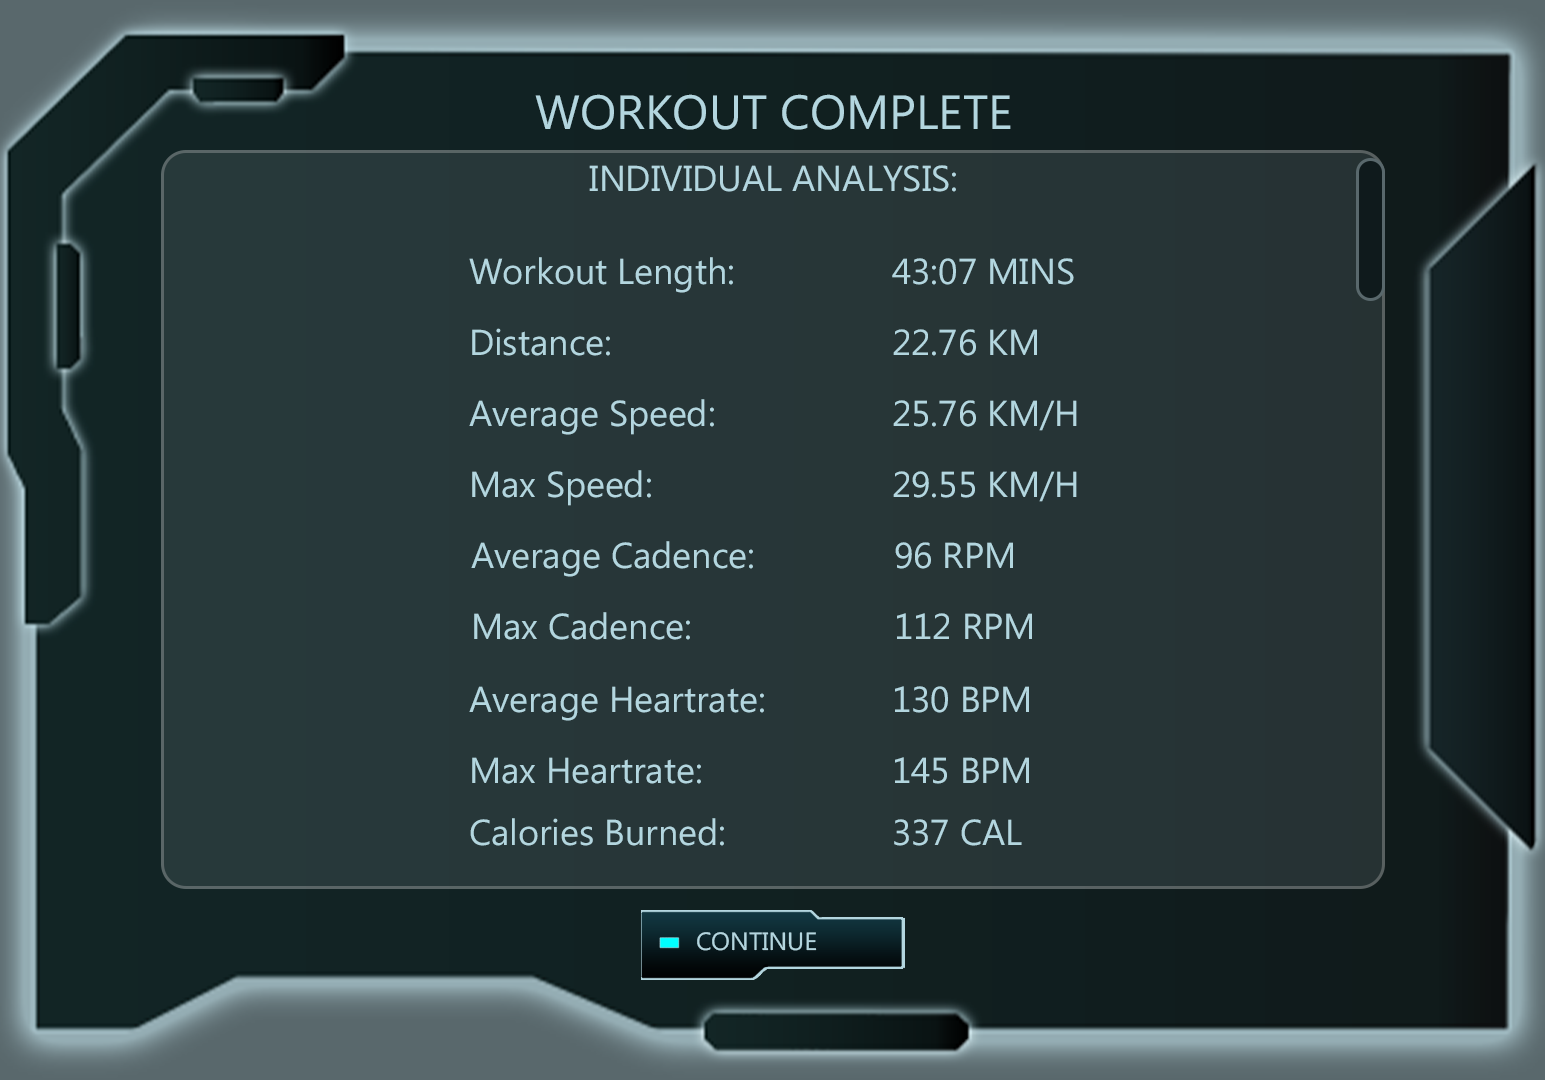 WORKOUT COMPLETE
INDIVIDUAL ANALYSIS:
Workout Length: 43:07 MINS
Distance: 22.76 KM
Average Speed: 25.76 KM/H
Max Speed: 29.55 KM/H
Average Cadence: 96 RPM
Max Cadence: 112 RPM
Average Heartrate: 130 BPM
Max Heartrate: 145 BPM
Calories Burned: 337 CAL
CONTINUE